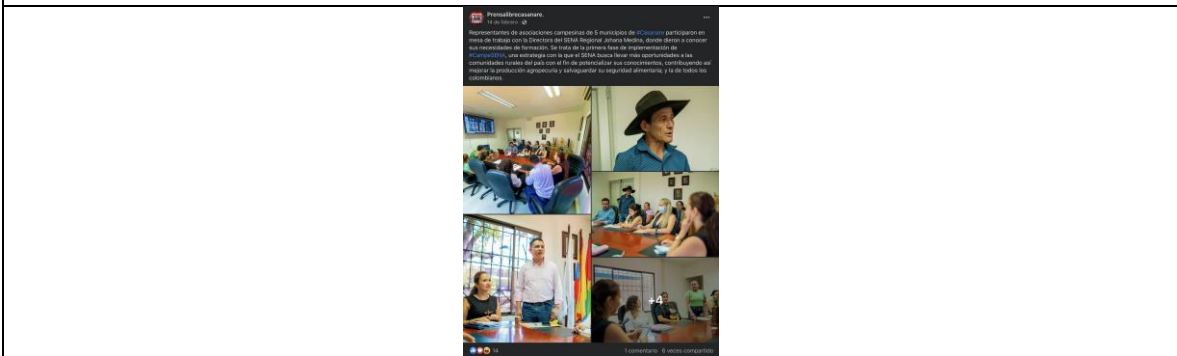 Prensalibrecasanare.
14 de febrero ·
Representantes de asociaciones campesinas de 5 municipios de #Casanare participaron en
mesa de trabajo con la Directora del SENA Regional Johana Medina, donde dieron a conocer
sus necesidades de formación. Se trata de la primera fase de implementación de
#CampeSENA, una estrategia con la que el SENA busca llevar más oportunidades a las
comunidades rurales del país con el fin de potencializar sus conocimientos, contribuyendo así
mejorar la producción agropecuria y salvaguardar su seguridad alimentaria; y la de todos los
colombianos.
+4
14
1 comentario 6 veces compartido